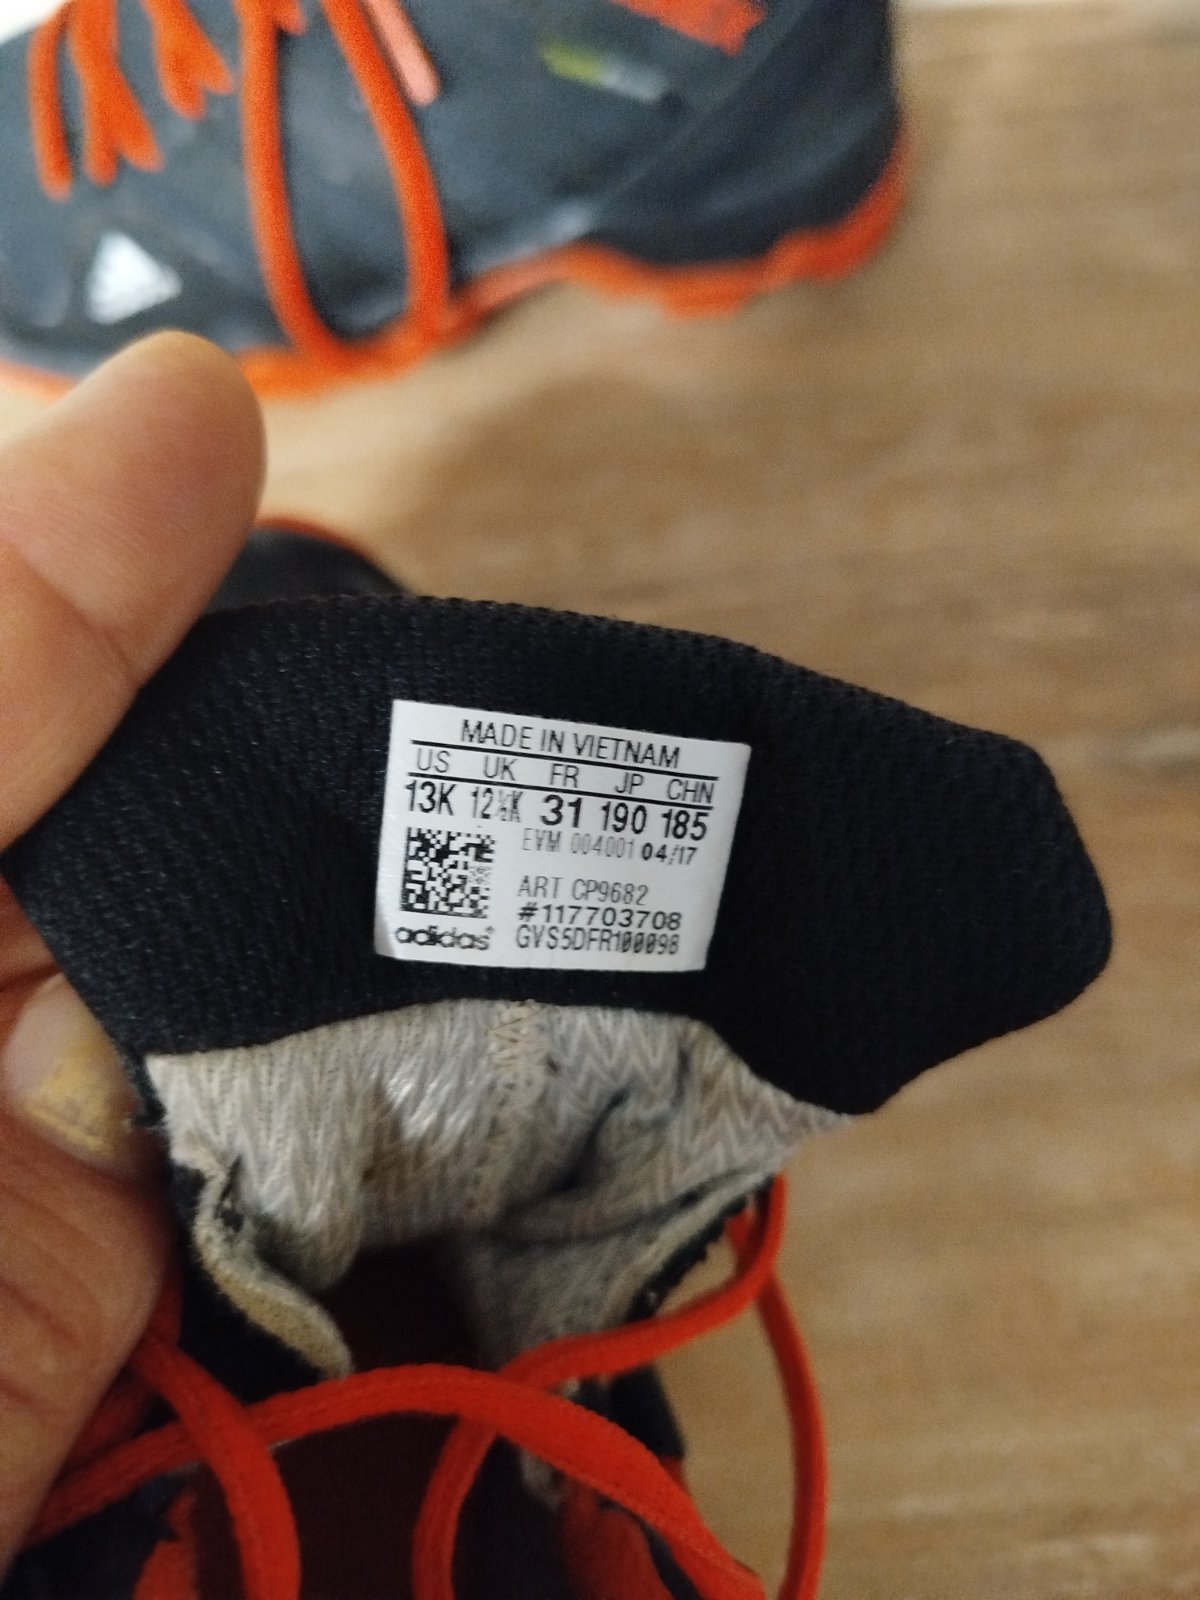 MADE IN VIETNAM
US UK FR JP CHN
13K 12½K 31 190 185
EVM 004001 04/17
ART CP9682
#117703708
adidas GVS5DFR100098